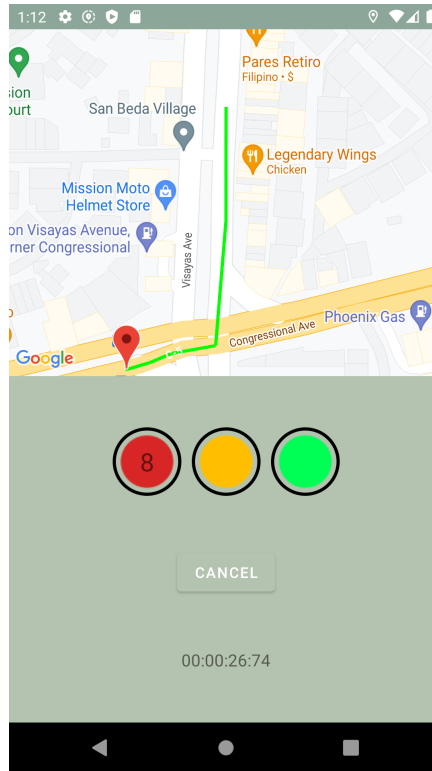 1:12
Pares Retiro
Filipino • $
sion
ourt
San Beda Village
Legendary Wings
Chicken
Mission Moto
Helmet Store
on Visayas Avenue,
rner Congressional
Visayas Ave
Phoenix Gas
Congressional Ave
C-5
Google
8
CANCEL
00:00:26:74